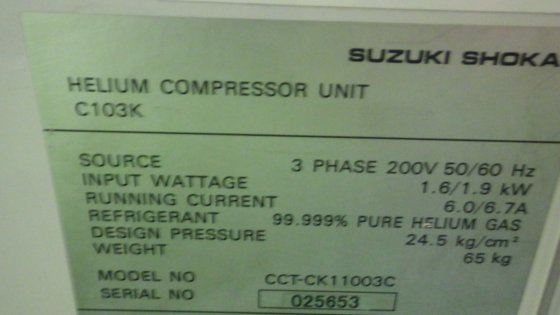 SUZUKI SHOKA
HELIUM COMPRESSOR UNIT
C103K
SOURCE 3 PHASE 200V 50/60 Hz
INPUT WATTAGE 1.6/1.9 kW
RUNNING CURRENT 6.0/6.7A
REFRIGERANT 99.999% PURE HELIUM GAS
DESIGN PRESSURE 24.5 kg/cm²
WEIGHT 65 kg
MODEL NO CCT-CK11003C
SERIAL NO 025653